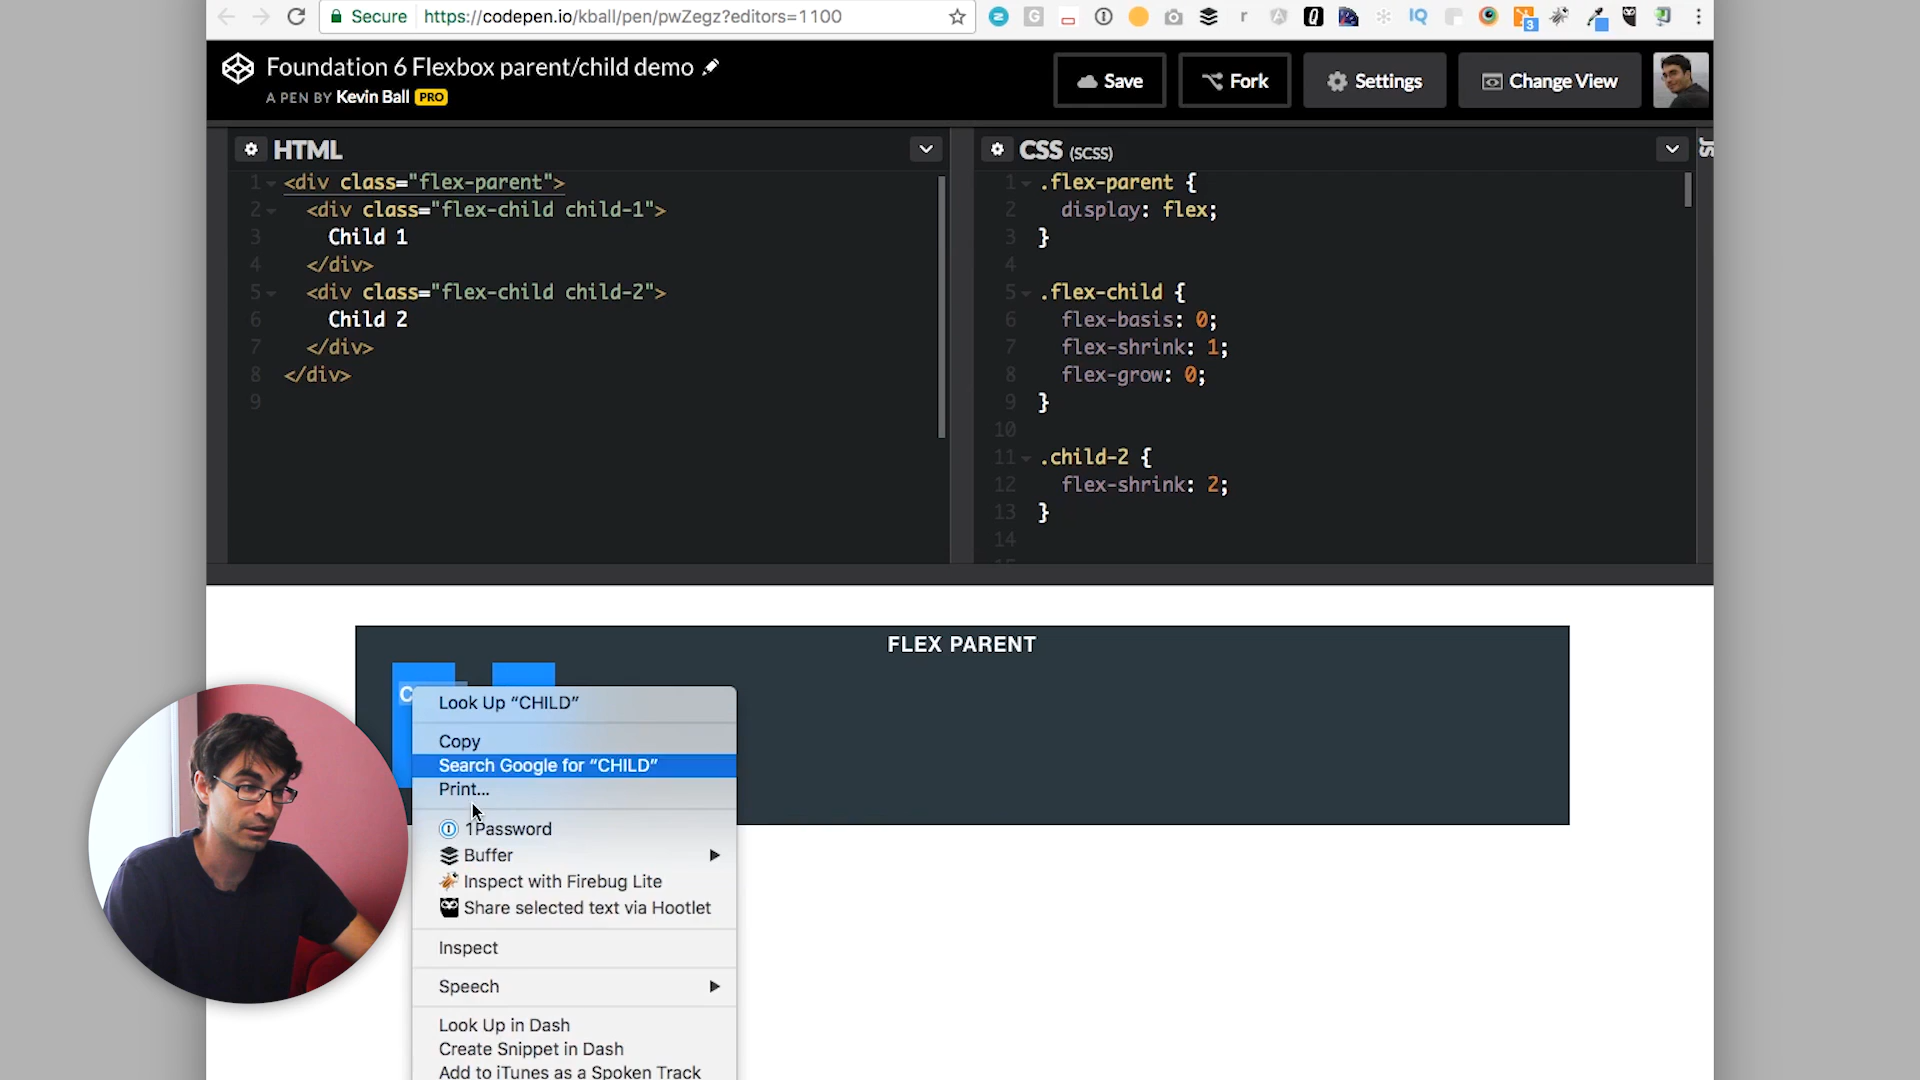 Secure https://codepen.io/kball/pen/pwZegz?editors=1100
Foundation 6 Flexbox parent/child demo
A PEN BY Kevin Ball PRO
Save
Fork
Settings
Change View
HTML
1 <div class="flex-parent">
2 <div class="flex-child child-1">
3 Child 1
4 </div>
5 <div class="flex-child child-2">
6 Child 2
7 </div>
8 </div>
9
CSS (SCSS)
JS
1 .flex-parent {
2 display: flex;
3 }
4
5 .flex-child {
6 flex-basis: 0;
7 flex-shrink: 1;
8 flex-grow: 0;
9 }
10
11 .child-2 {
12 flex-shrink: 2;
13 }
14
FLEX PARENT
C
Look Up “CHILD”
Copy
Search Google for “CHILD”
Print...
1Password
Buffer
Inspect with Firebug Lite
Share selected text via Hootlet
Inspect
Speech
Look Up in Dash
Create Snippet in Dash
Add to iTunes as a Spoken Track